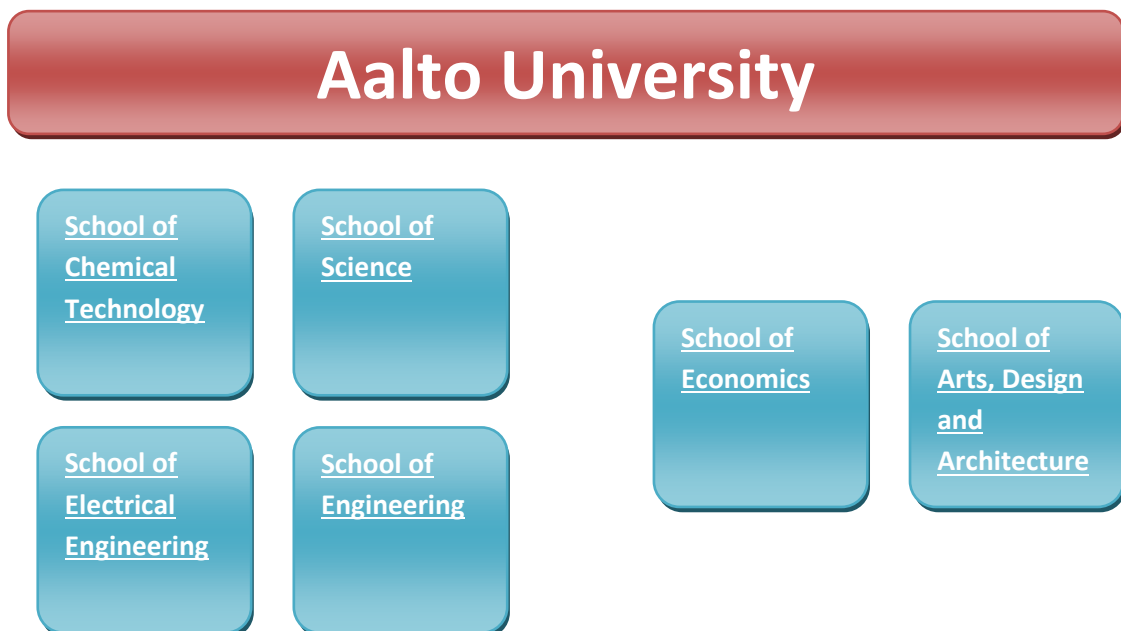 Aalto University
School of
Chemical
Technology
School of
Science
School of
Economics
School of
Arts, Design
and
Architecture
School of
Electrical
Engineering
School of
Engineering